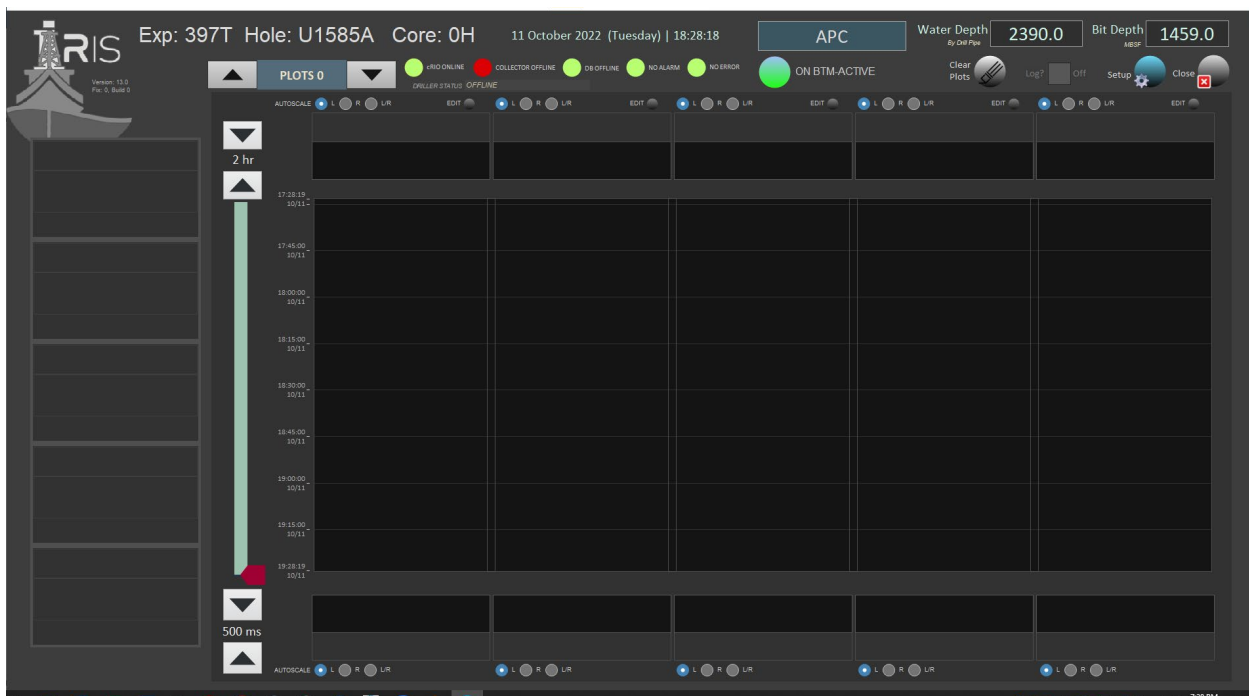 IRIS
Version: 13.0
Fix: 0, Build 0
Exp: 397T Hole: U1585A Core: 0H
11 October 2022 (Tuesday) | 18:28:18
APC
Water Depth
By Drill Pipe
2390.0
Bit Depth
MBSF
1459.0
PLOTS 0
cRIO ONLINE
COLLECTOR OFFLINE
DB OFFLINE
NO ALARM
NO ERROR
DRILLER STATUS OFFLINE
ON BTM-ACTIVE
Clear
Plots
Log? Off
Setup
Close
AUTOSCALE L R L/R EDIT L R L/R EDIT L R L/R EDIT L R L/R EDIT L R L/R EDIT
2 hr
17:28:19
10/11
17:45:00
10/11
18:00:00
10/11
18:15:00
10/11
18:30:00
10/11
18:45:00
10/11
19:00:00
10/11
19:15:00
10/11
19:28:19
10/11
500 ms
AUTOSCALE L R L/R L R L/R L R L/R L R L/R L R L/R